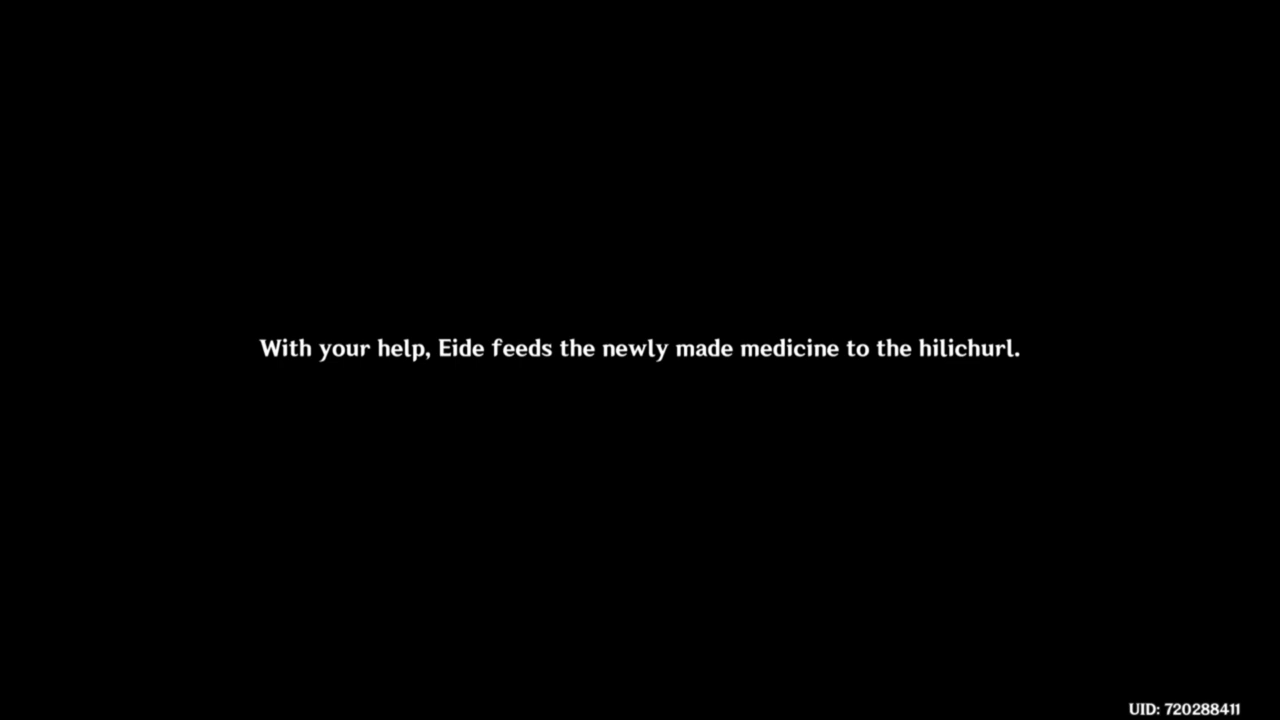 With your help, Eide feeds the newly made medicine to the hilichurl.
UID: 720288411